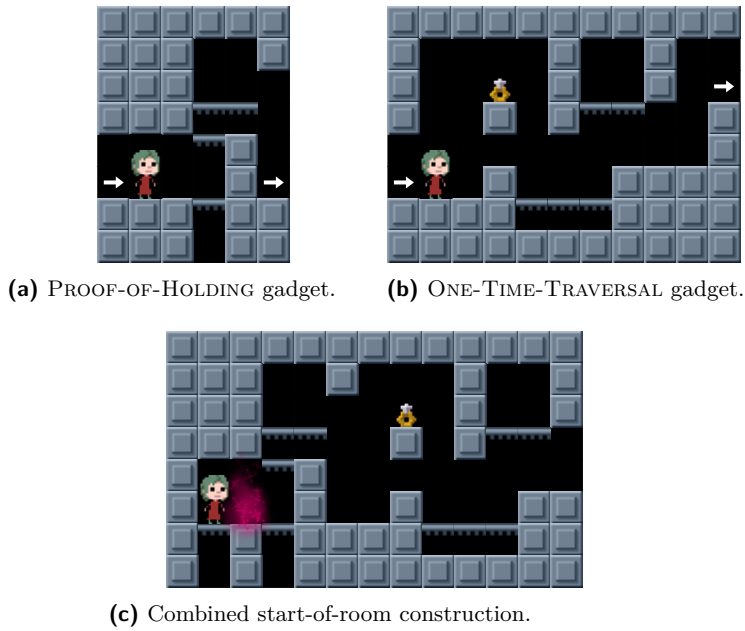 (a) PROOF-OF-HOLDING gadget.
(b) ONE-TIME-TRAVERSAL gadget.
(c) Combined start-of-room construction.